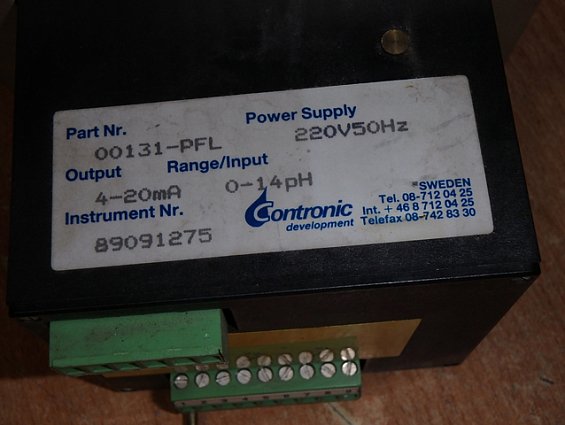 Part Nr. Power Supply
00131-PFL 220V50Hz
Output Range/Input
4-20mA 0-14pH
Instrument Nr.
89091275
Contronic
development
SWEDEN
Tel. 08-712 04 25
Int. + 46 8 712 04 25
Telefax 08-742 83 30